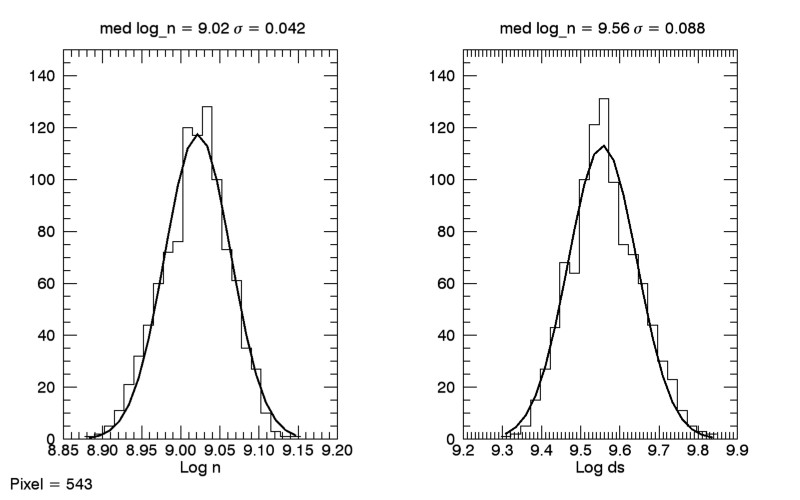 med log_n = 9.02 σ = 0.042
140
120
100
80
60
40
20
0
8.85 8.90 8.95 9.00 9.05 9.10 9.15 9.20
Log n
med log_n = 9.56 σ = 0.088
140
120
100
80
60
40
20
0
9.2 9.3 9.4 9.5 9.6 9.7 9.8 9.9
Log ds
Pixel = 543